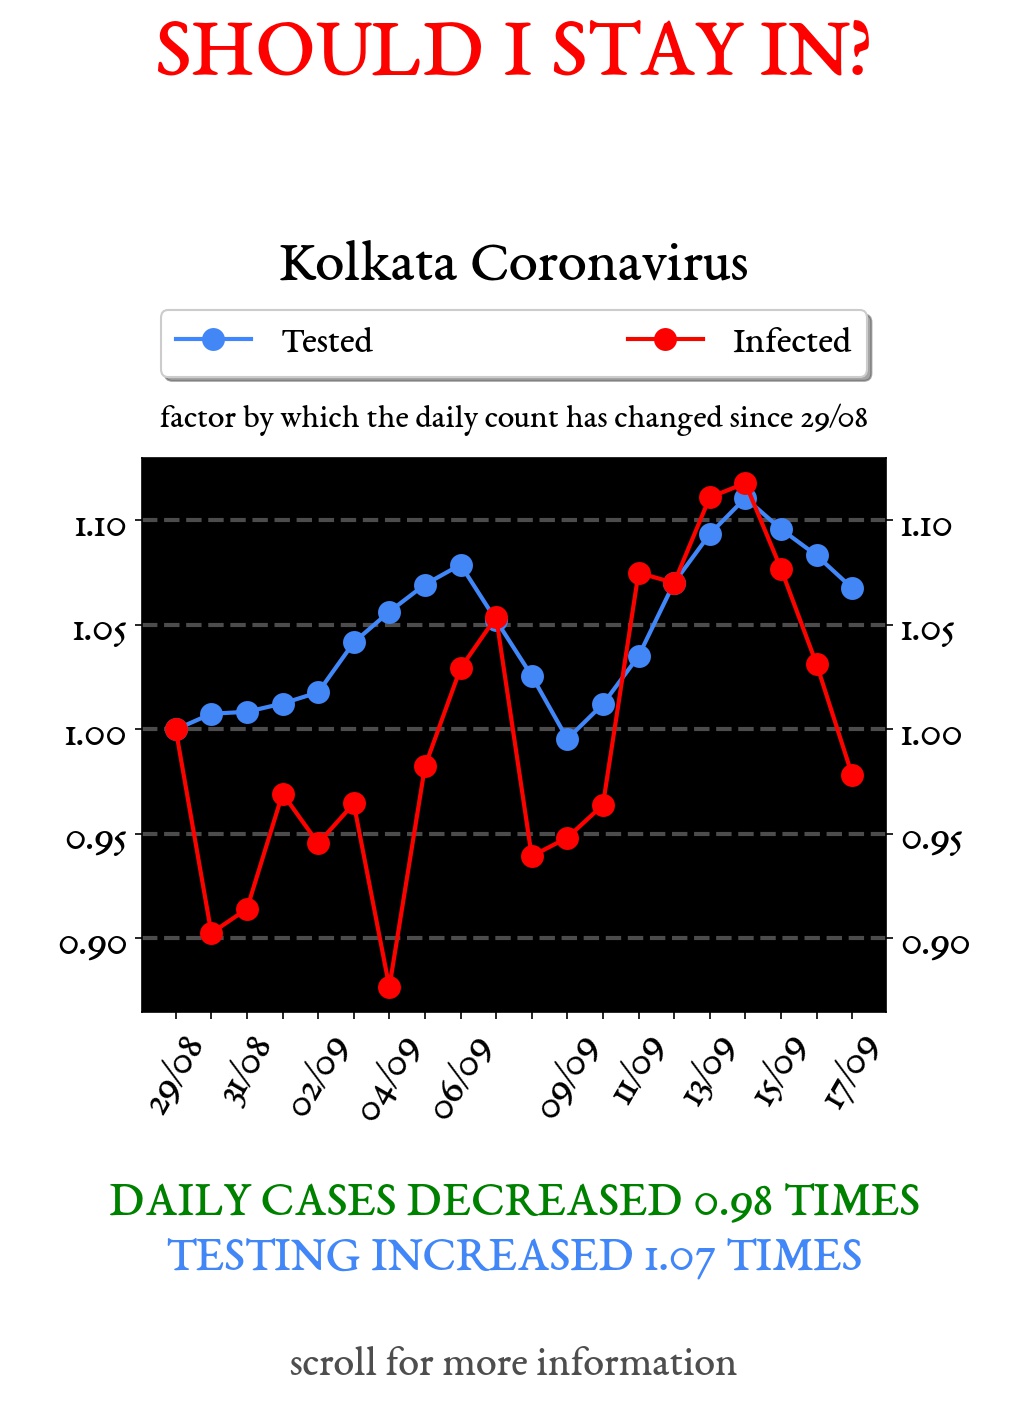 SHOULD I STAY IN?
Kolkata Coronavirus
Tested Infected
factor by which the daily count has changed since 29/08
1.10 1.10
1.05 1.05
1.00 1.00
0.95 0.95
0.90 0.90
29/08 31/08 02/09 04/09 06/09 09/09 11/09 13/09 15/09 17/09
DAILY CASES DECREASED 0.98 TIMES
TESTING INCREASED 1.07 TIMES
scroll for more information